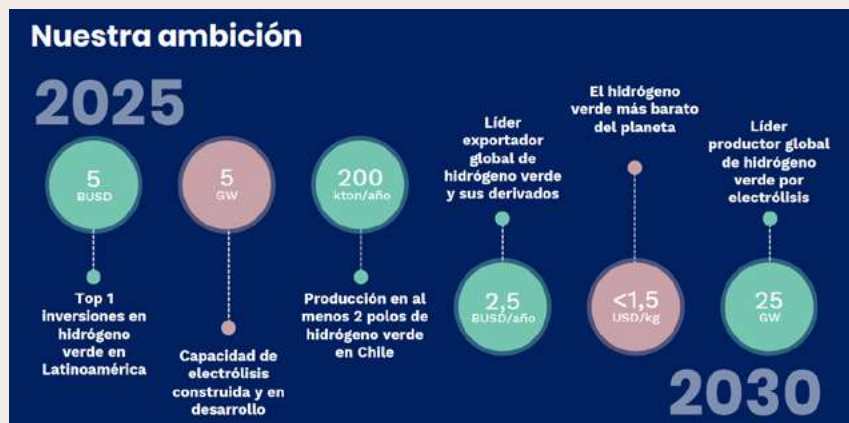 Nuestra ambición
2025
5
BUSD
Top 1
inversiones en
hidrógeno
verde en
Latinoamérica
5
GW
Capacidad de
electrólisis
construida y en
desarrollo
200
kton/año
Producción en al
menos 2 polos de
hidrógeno verde
en Chile
Líder
exportador
global de
hidrógeno verde
y sus derivados
2,5
BUSD/año
El hidrógeno
verde más barato
del planeta
<1,5
USD/kg
Líder
productor global
de hidrógeno
verde por
electrólisis
25
GW
2030